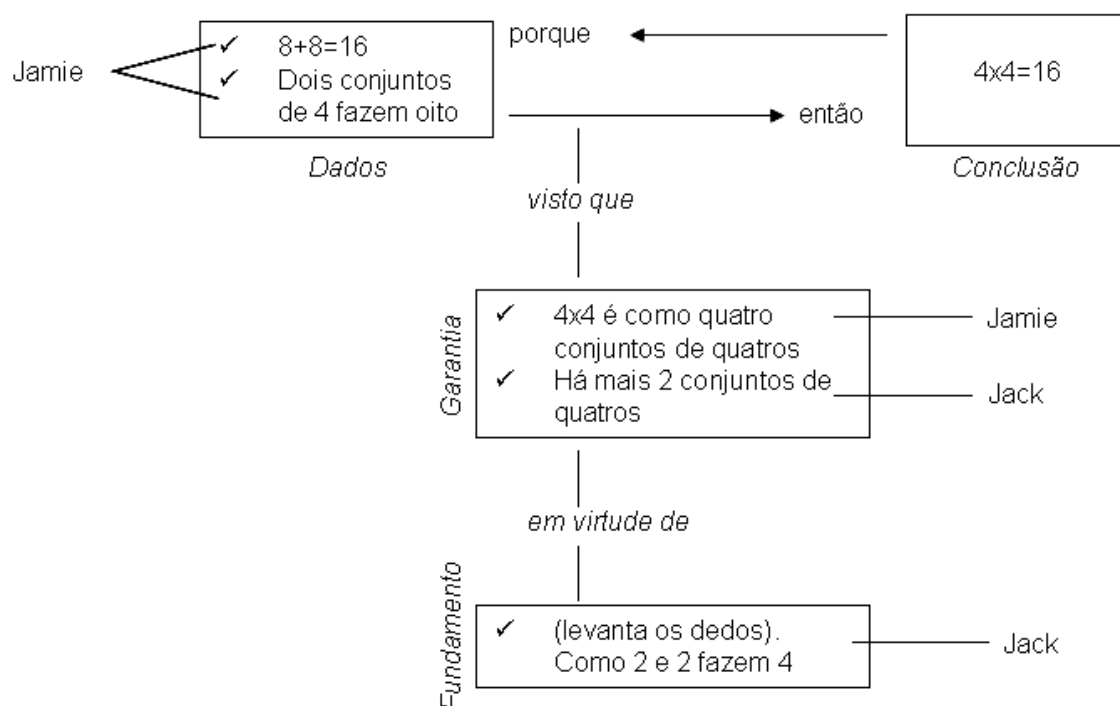 Jamie
✓ 8+8=16
✓ Dois conjuntos
de 4 fazem oito
Dados
porque
então
4x4=16
Conclusão
visto que
Garantia
✓ 4x4 é como quatro
conjuntos de quatros
✓ Há mais 2 conjuntos de
quatros
Jamie
Jack
em virtude de
Fundamento
✓ (levanta os dedos).
Como 2 e 2 fazem 4
Jack